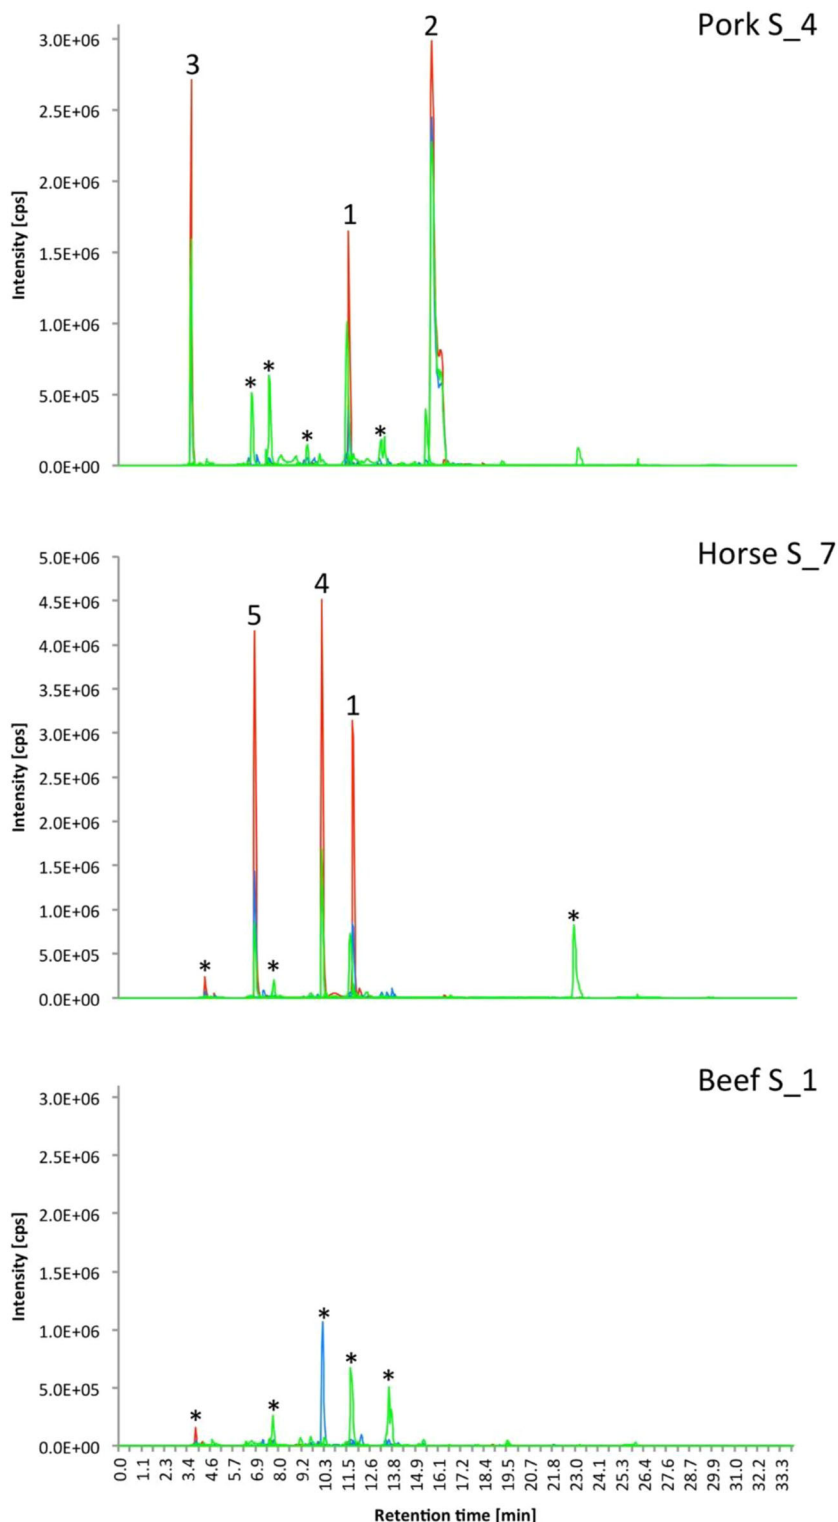 Pork S_4
3.0E+06
2.5E+06
2.0E+06
1.5E+06
1.0E+06
5.0E+05
0.0E+00
Intensity [cps]
3
*
*
*
1
*
2
Horse S_7
5.0E+06
4.5E+06
4.0E+06
3.5E+06
3.0E+06
2.5E+06
2.0E+06
1.5E+06
1.0E+06
5.0E+05
0.0E+00
Intensity [cps]
*
5
*
4
1
*
Beef S_1
3.0E+06
2.5E+06
2.0E+06
1.5E+06
1.0E+06
5.0E+05
0.0E+00
Intensity [cps]
*
*
*
*
*
0.0 1.1 2.3 3.4 4.6 5.7 6.9 8.0 9.2 10.3 11.5 12.6 13.8 14.9 16.1 17.2 18.4 19.5 20.7 21.8 23.0 24.1 25.3 26.4 27.6 28.7 29.9 31.0 32.2 33.3
Retention time [min]